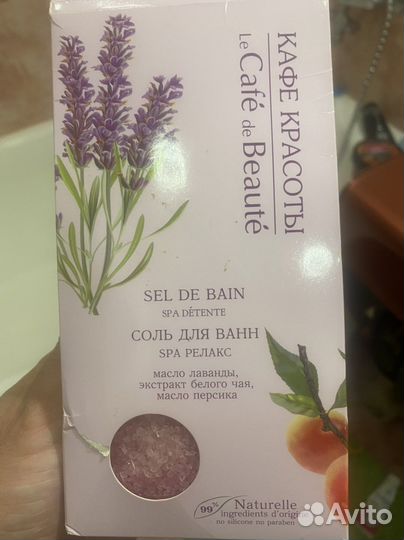 КАФЕ КРАСОТЫ
Le Café de Beauté
SEL DE BAIN
SPA DÉTENTE
СОЛЬ ДЛЯ ВАНН
SPA РЕЛАКС
масло лаванды,
экстракт белого чая,
масло персика
99%
Naturelle
ingredients d'origine
no silicone no paraben
Avito